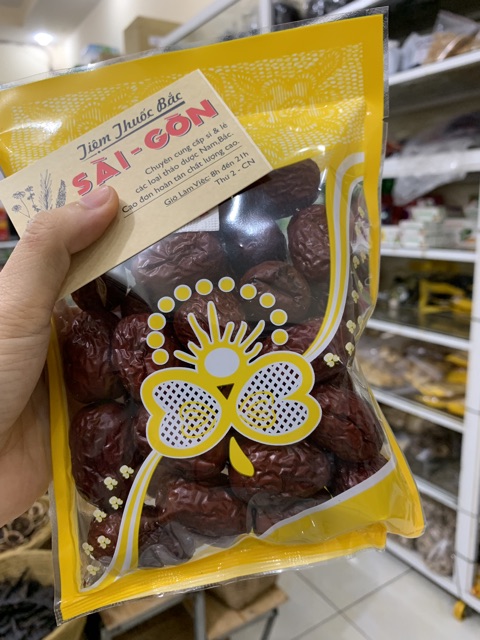 Tiệm Thuốc Bắc
SÀI-GÒN
Chuyên cung cấp sỉ & lẻ
các loại thảo dược Nam,Bắc.
Cao đơn hoàn tán chất lượng cao.
Giờ Làm Việc 8h đến 21h
Thứ 2 - CN